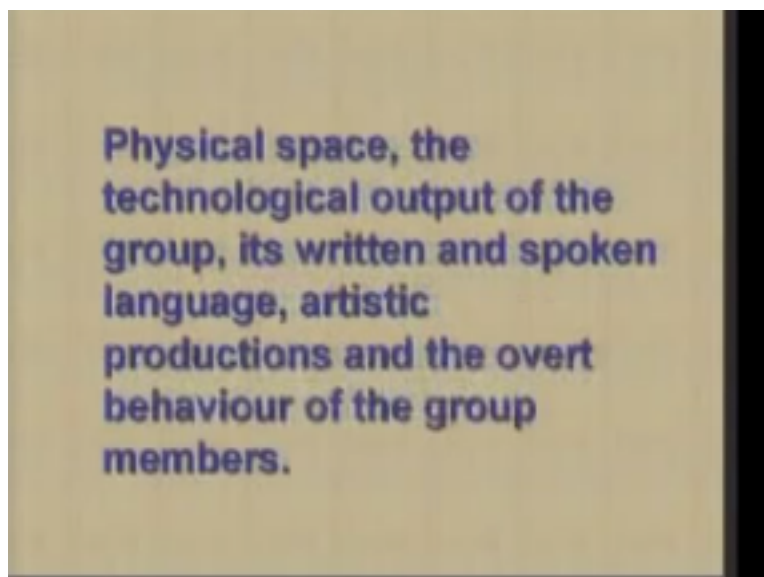 Physical space, the
technological output of the
group, its written and spoken
language, artistic
productions and the overt
behaviour of the group
members.